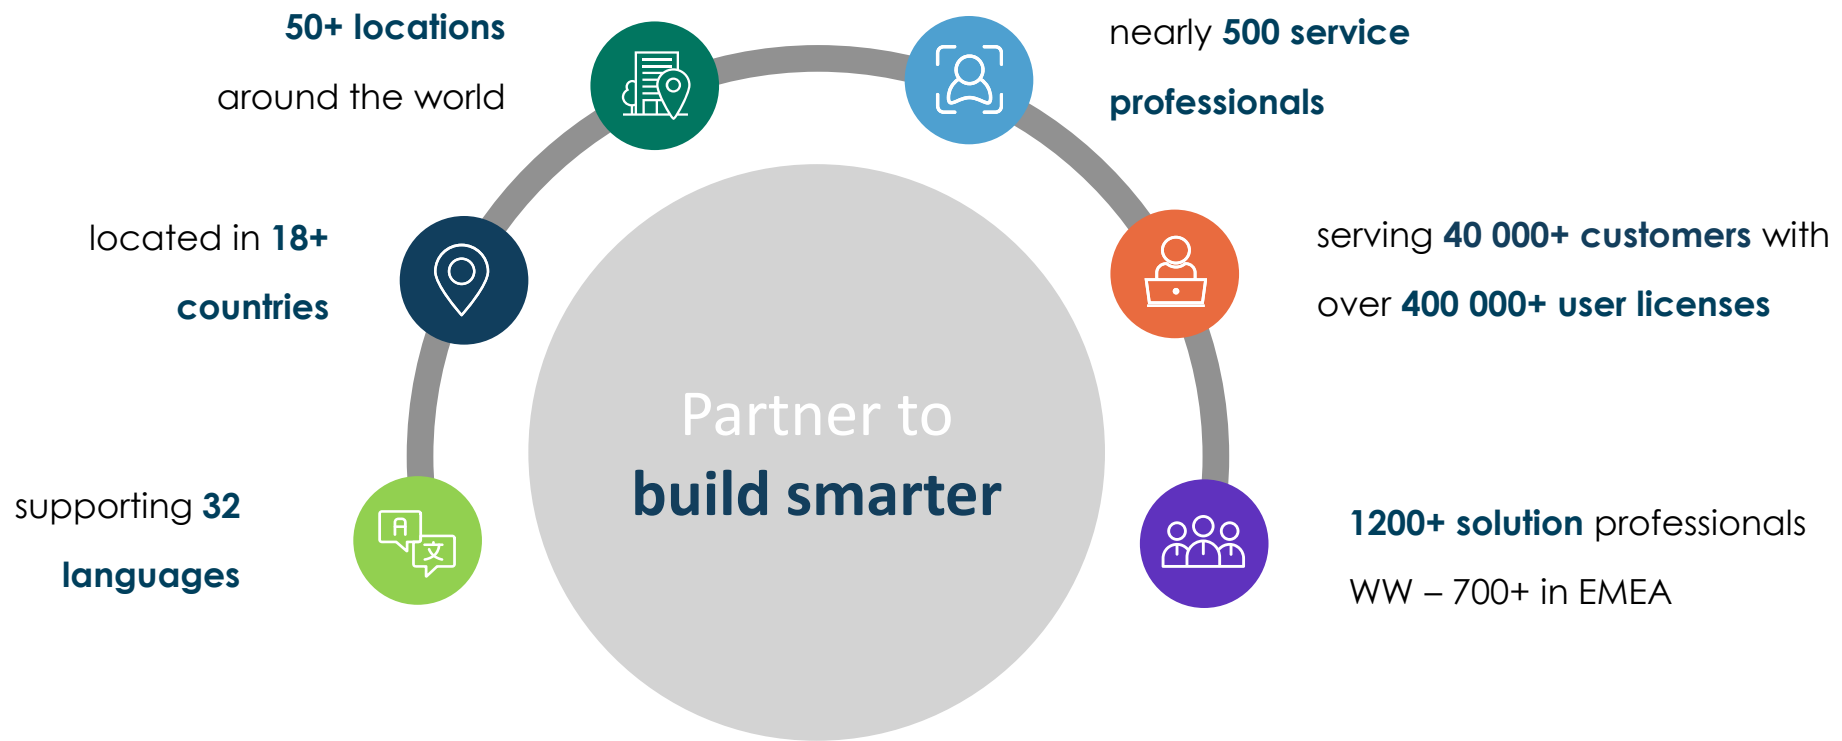 50+ locations
around the world
nearly 500 service
professionals
located in 18+
countries
serving 40 000+ customers with
over 400 000+ user licenses
Partner to
build smarter
supporting 32
languages
A
文
1200+ solution professionals
WW – 700+ in EMEA